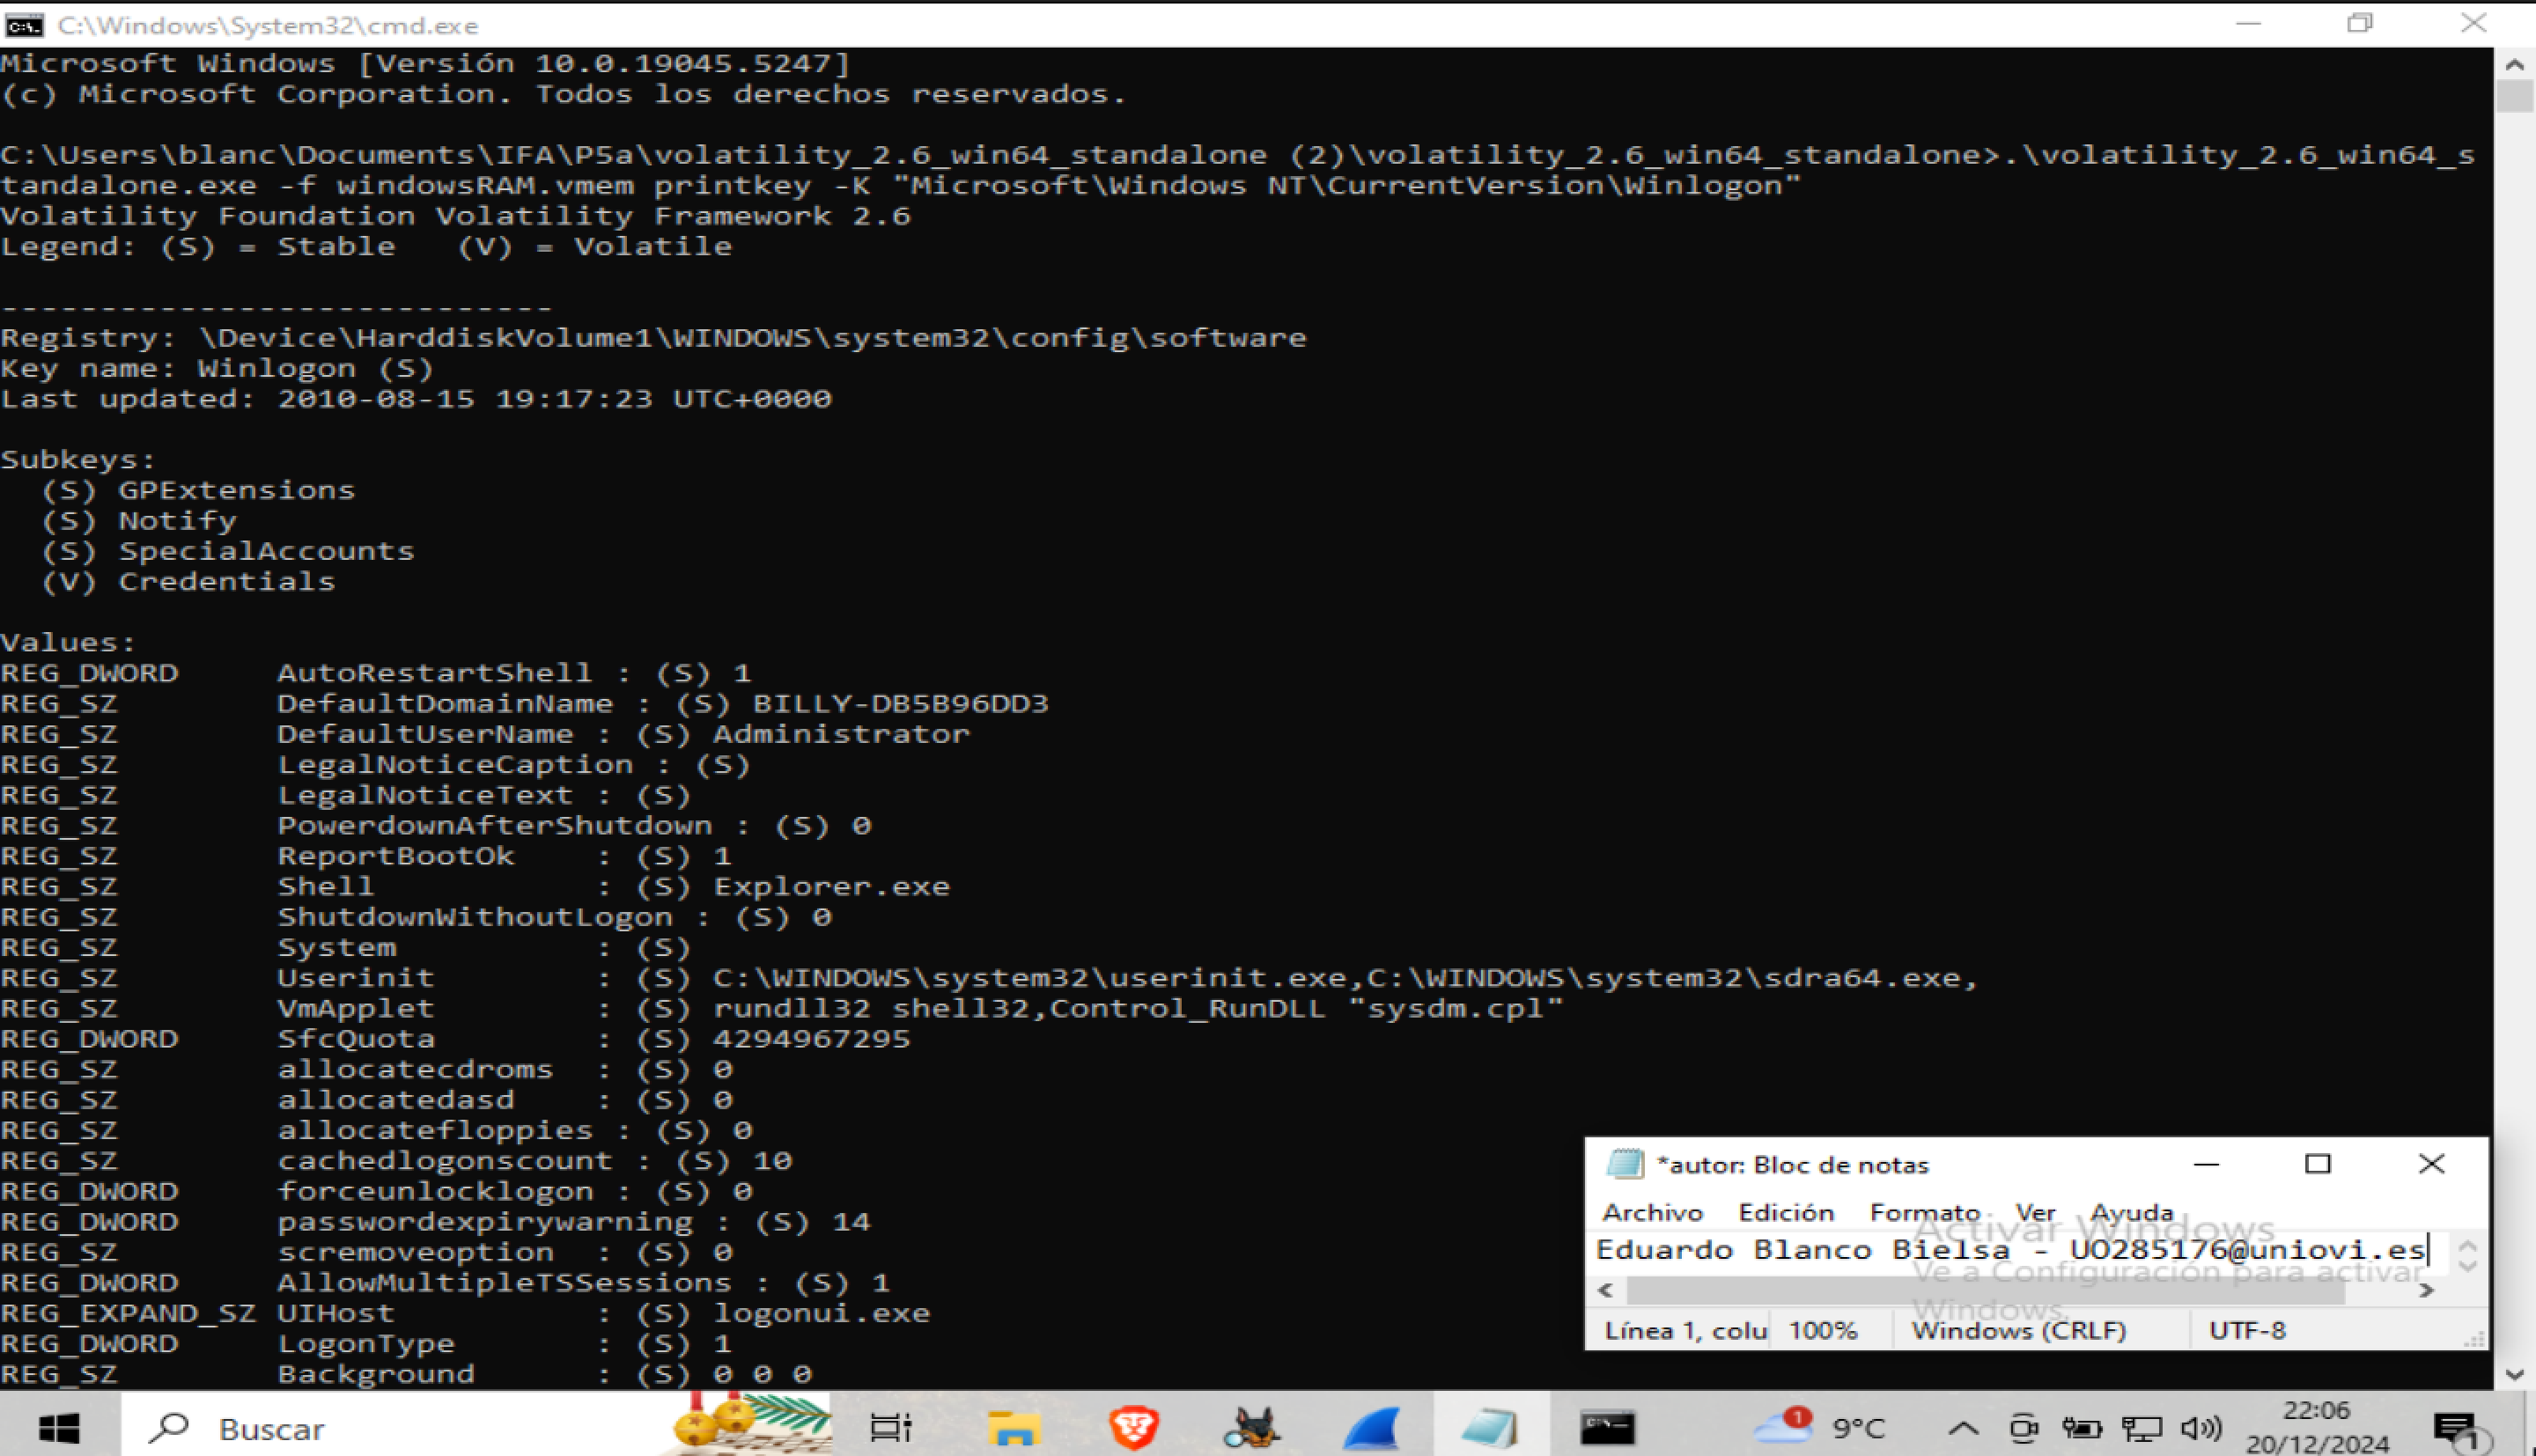 C:\Windows\System32\cmd.exe
Microsoft Windows [Versión 10.0.19045.5247]
(c) Microsoft Corporation. Todos los derechos reservados.
C:\Users\blanc\Documents\IFA\P5a\volatility_2.6_win64_standalone (2)\volatility_2.6_win64_standalone>.\volatility_2.6_win64_s
tandalone.exe -f windowsRAM.vmem printkey -K "Microsoft\Windows NT\CurrentVersion\Winlogon"
Volatility Foundation Volatility Framework 2.6
Legend: (S) = Stable   (V) = Volatile
----------------------------
Registry: \Device\HarddiskVolume1\WINDOWS\system32\config\software
Key name: Winlogon (S)
Last updated: 2010-08-15 19:17:23 UTC+0000
Subkeys:
  (S) GPExtensions
  (S) Notify
  (S) SpecialAccounts
  (V) Credentials
Values:
REG_DWORD     AutoRestartShell : (S) 1
REG_SZ        DefaultDomainName : (S) BILLY-DB5B96DD3
REG_SZ        DefaultUserName : (S) Administrator
REG_SZ        LegalNoticeCaption : (S)
REG_SZ        LegalNoticeText : (S)
REG_SZ        PowerdownAfterShutdown : (S) 0
REG_SZ        ReportBootOk    : (S) 1
REG_SZ        Shell           : (S) Explorer.exe
REG_SZ        ShutdownWithoutLogon : (S) 0
REG_SZ        System          : (S)
REG_SZ        Userinit        : (S) C:\WINDOWS\system32\userinit.exe,C:\WINDOWS\system32\sdra64.exe,
REG_SZ        VmApplet        : (S) rundll32 shell32,Control_RunDLL "sysdm.cpl"
REG_DWORD     SfcQuota        : (S) 4294967295
REG_SZ        allocatecdroms  : (S) 0
REG_SZ        allocatedasd    : (S) 0
REG_SZ        allocatefloppies : (S) 0
REG_SZ        cachedlogonscount : (S) 10
REG_DWORD     forceunlocklogon : (S) 0
REG_DWORD     passwordexpirywarning : (S) 14
REG_SZ        scremoveoption  : (S) 0
REG_DWORD     AllowMultipleTSSessions : (S) 1
REG_EXPAND_SZ UIHost          : (S) logonui.exe
REG_DWORD     LogonType       : (S) 1
REG_SZ        Background      : (S) 0 0 0
*autor: Bloc de notas
Archivo Edición Formato Ver Ayuda
Activar Windows
Eduardo Blanco Bielsa - UO285176@uniovi.es
Ve a Configuración para activar
Windows.
Línea 1, colu 100% Windows (CRLF) UTF-8
Buscar
1
9°C
22:06
20/12/2024
1